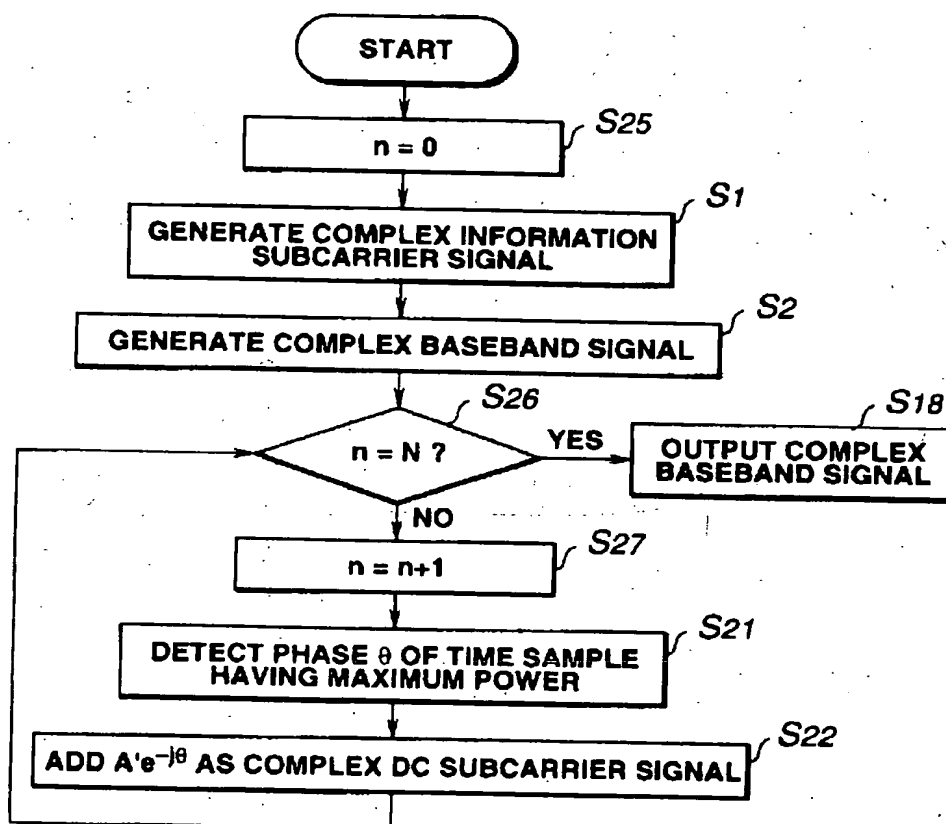 START
S25
n = 0
S1
GENERATE COMPLEX INFORMATION
SUBCARRIER SIGNAL
S2
GENERATE COMPLEX BASEBAND SIGNAL
S26
n = N ?
YES
S18
OUTPUT COMPLEX
BASEBAND SIGNAL
NO
S27
n = n+1
S21
DETECT PHASE θ OF TIME SAMPLE
HAVING MAXIMUM POWER
S22
ADD A'e⁻ʲᶿ AS COMPLEX DC SUBCARRIER SIGNAL